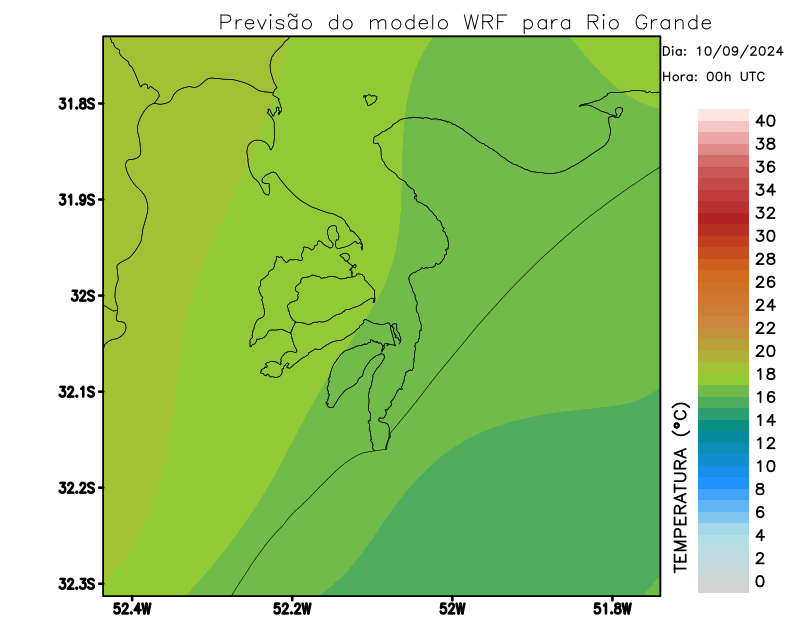 Previsão do modelo WRF para Rio Grande
Dia: 10/09/2024
Hora: 00h UTC
31.8S
31.9S
32S
32.1S
32.2S
32.3S
52.4W
52.2W
52W
51.8W
TEMPERATURA (°C)
40
38
36
34
32
30
28
26
24
22
20
18
16
14
12
10
8
6
4
2
0